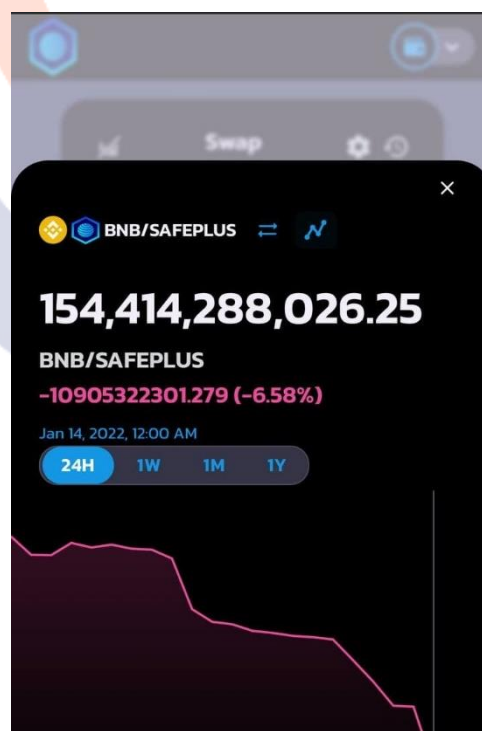 Swap
BNB/SAFEPLUS
154,414,288,026.25
BNB/SAFEPLUS
-10905322301.279 (-6.58%)
Jan 14, 2022, 12:00 AM
24H 1W 1M 1Y